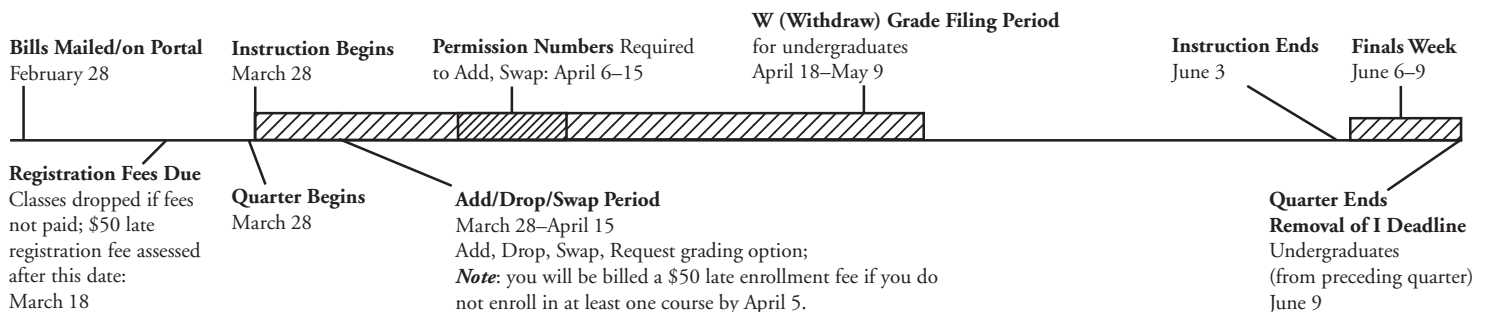 Bills Mailed/on Portal
February 28
Instruction Begins
March 28
Permission Numbers Required
to Add, Swap: April 6–15
W (Withdraw) Grade Filing Period
for undergraduates
April 18–May 9
Instruction Ends
June 3
Finals Week
June 6–9
Registration Fees Due
Classes dropped if fees
not paid; $50 late
registration fee assessed
after this date:
March 18
Quarter Begins
March 28
Add/Drop/Swap Period
March 28–April 15
Add, Drop, Swap, Request grading option;
Note: you will be billed a $50 late enrollment fee if you do
not enroll in at least one course by April 5.
Quarter Ends
Removal of I Deadline
Undergraduates
(from preceding quarter)
June 9